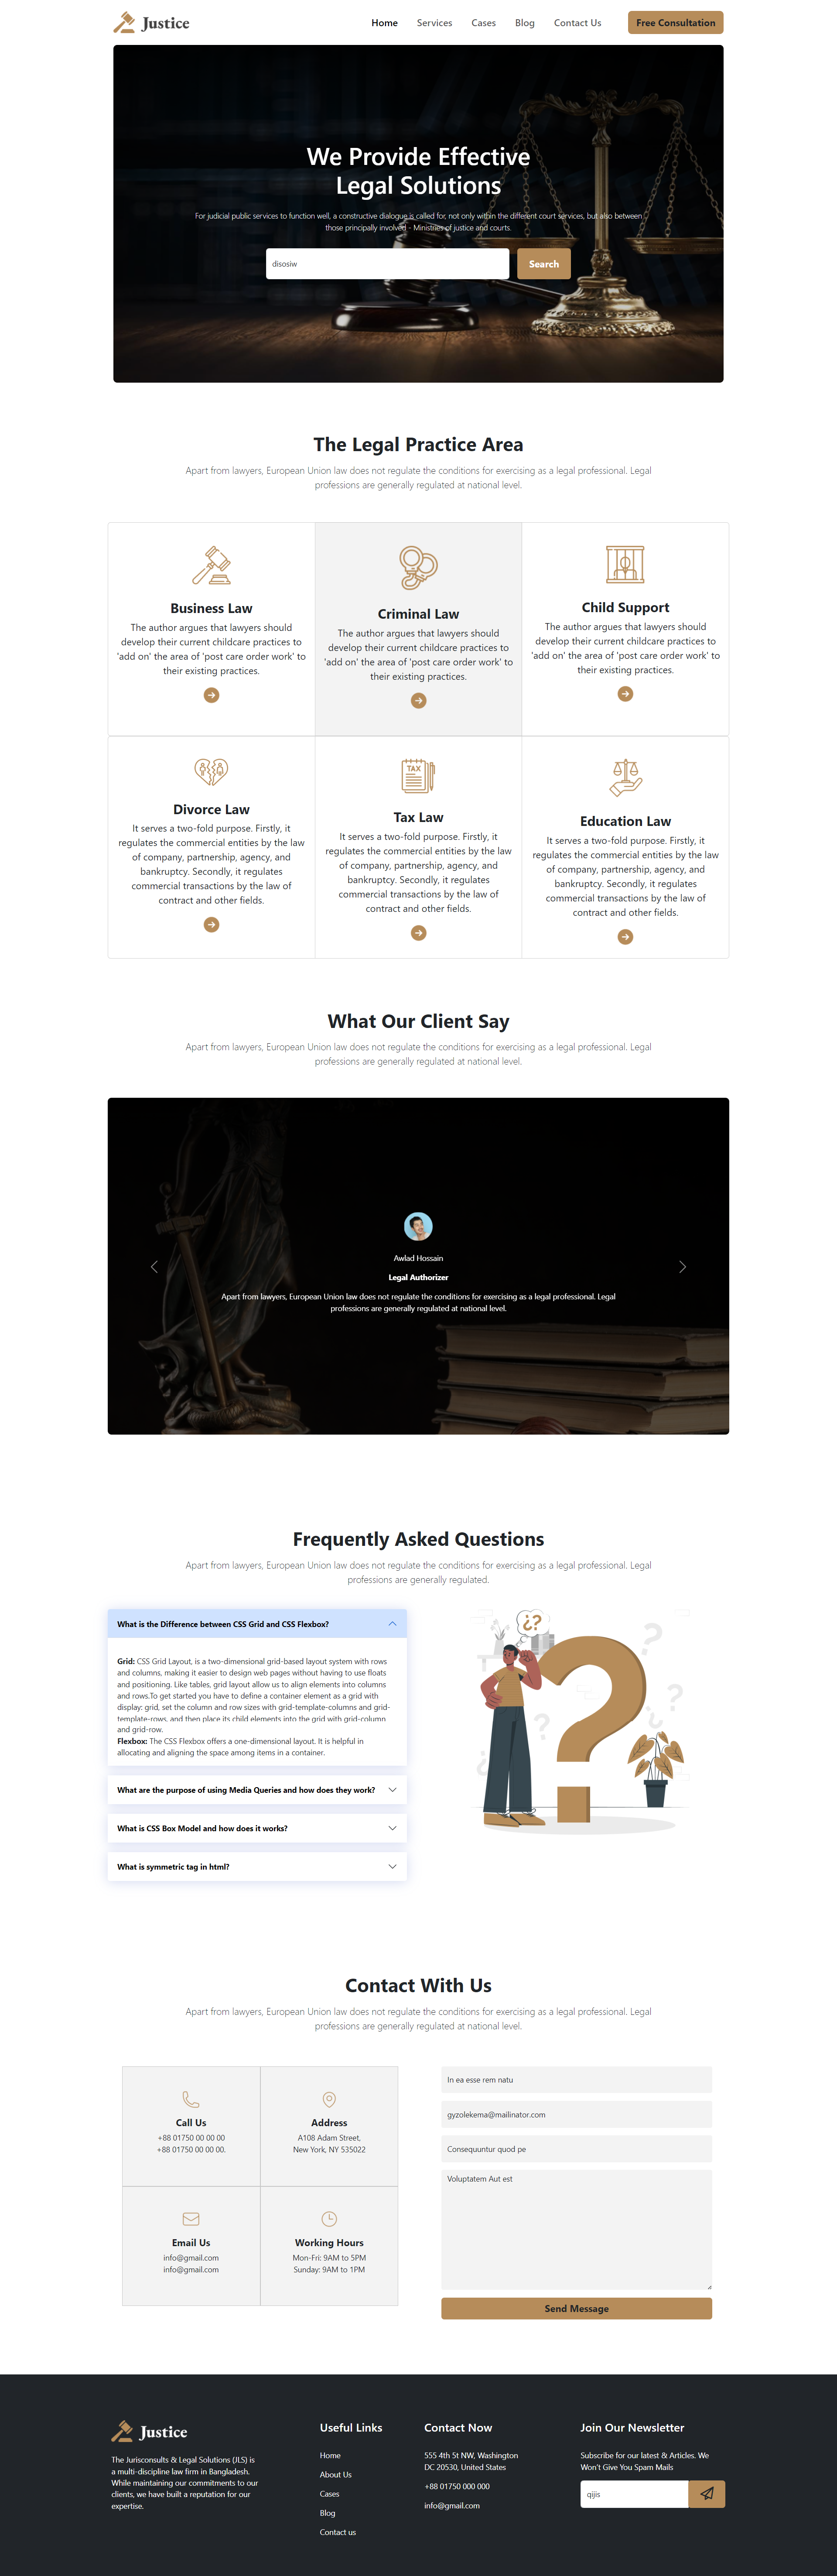 Justice
Home Services Cases Blog Contact Us Free Consultation
We Provide Effective
Legal Solutions
For judicial public services to function well, a constructive dialogue is called for, not only within the different court services, but also between
those principally involved - Ministries of justice and courts.
disosiw Search
The Legal Practice Area
Apart from lawyers, European Union law does not regulate the conditions for exercising as a legal professional. Legal
professions are generally regulated at national level.
Business Law
The author argues that lawyers should
develop their current childcare practices to
'add on' the area of 'post care order work' to
their existing practices.
Criminal Law
The author argues that lawyers should
develop their current childcare practices to
'add on' the area of 'post care order work' to
their existing practices.
Child Support
The author argues that lawyers should
develop their current childcare practices to
'add on' the area of 'post care order work' to
their existing practices.
Divorce Law
It serves a two-fold purpose. Firstly, it
regulates the commercial entities by the law
of company, partnership, agency, and
bankruptcy. Secondly, it regulates
commercial transactions by the law of
contract and other fields.
TAX
Tax Law
It serves a two-fold purpose. Firstly, it
regulates the commercial entities by the law
of company, partnership, agency, and
bankruptcy. Secondly, it regulates
commercial transactions by the law of
contract and other fields.
Education Law
It serves a two-fold purpose. Firstly, it
regulates the commercial entities by the law
of company, partnership, agency, and
bankruptcy. Secondly, it regulates
commercial transactions by the law of
contract and other fields.
What Our Client Say
Apart from lawyers, European Union law does not regulate the conditions for exercising as a legal professional. Legal
professions are generally regulated at national level.
Awlad Hossain
Legal Authorizer
Apart from lawyers, European Union law does not regulate the conditions for exercising as a legal professional. Legal
professions are generally regulated at national level.
Frequently Asked Questions
Apart from lawyers, European Union law does not regulate the conditions for exercising as a legal professional. Legal
professions are generally regulated.
What is the Difference between CSS Grid and CSS Flexbox?
Grid: CSS Grid Layout, is a two-dimensional grid-based layout system with rows
and columns, making it easier to design web pages without having to use floats
and positioning. Like tables, grid layout allow us to align elements into columns
and rows.To get started you have to define a container element as a grid with
display: grid, set the column and row sizes with grid-template-columns and grid-
template-rows, and then place its child elements into the grid with grid-column
and grid-row.
Flexbox: The CSS Flexbox offers a one-dimensional layout. It is helpful in
allocating and aligning the space among items in a container.
What are the purpose of using Media Queries and how does they work?
What is CSS Box Model and how does it works?
What is symmetric tag in html?
¿?
?
Contact With Us
Apart from lawyers, European Union law does not regulate the conditions for exercising as a legal professional. Legal
professions are generally regulated at national level.
Call Us
+88 01750 00 00 00
+88 01750 00 00 00.
Address
A108 Adam Street,
New York, NY 535022
Email Us
info@gmail.com
info@gmail.com
Working Hours
Mon-Fri: 9AM to 5PM
Sunday: 9AM to 1PM
In ea esse rem natu
gyzolekema@mailinator.com
Consequuntur quod pe
Voluptatem Aut est
Send Message
Justice
The Jurisconsults & Legal Solutions (JLS) is
a multi-discipline law firm in Bangladesh.
While maintaining our commitments to our
clients, we have built a reputation for our
expertise.
Useful Links
Home
About Us
Cases
Blog
Contact us
Contact Now
555 4th 5t NW, Washington
DC 20530, United States
+88 01750 000 000
info@gmail.com
Join Our Newsletter
Subscribe for our latest & Articles. We
Won't Give You Spam Mails
qijis